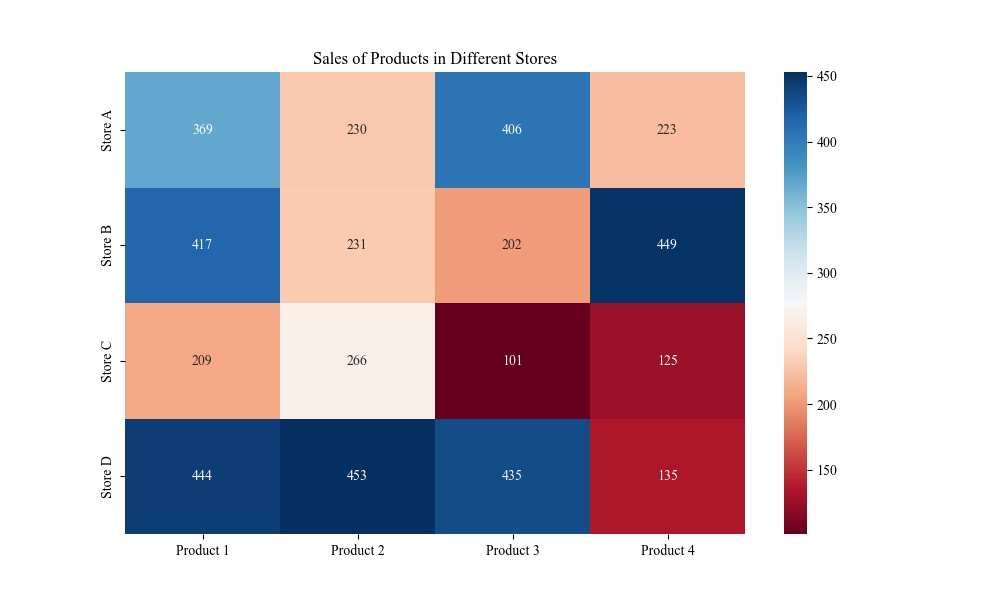 Sales of Products in Different Stores
Store A
369 230 406 223
Store B
417 231 202 449
Store C
209 266 101 125
Store D
444 453 435 135
Product 1 Product 2 Product 3 Product 4
450
400
350
300
250
200
150